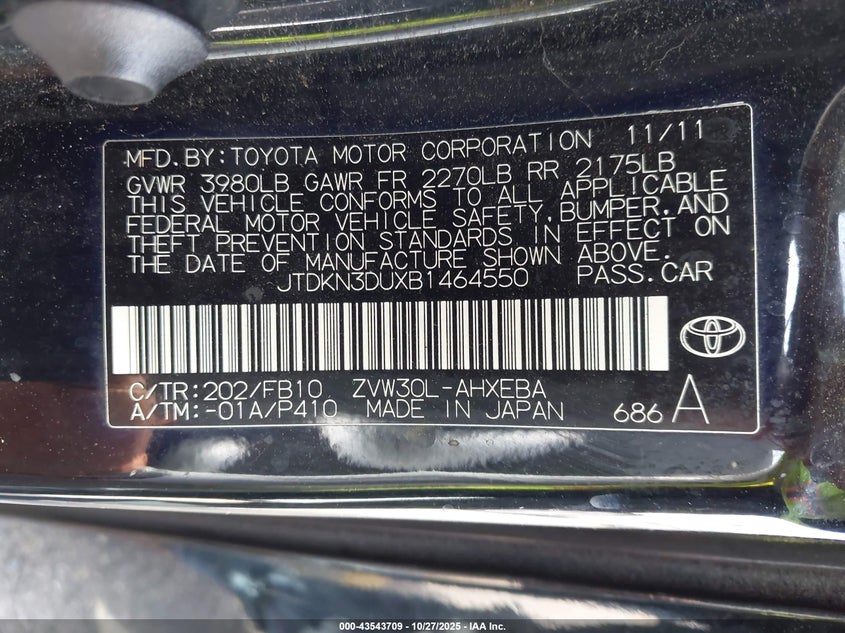 MFD.BY:TOYOTA MOTOR CORPORATION 11/11
GVWR 3980LB GAWR FR 2270LB RR 2175LB
THIS VEHICLE CONFORMS TO ALL APPLICABLE
FEDERAL MOTOR VEHICLE SAFETY,BUMPER,AND
THEFT PREVENTION STANDARDS IN EFFECT ON
THE DATE OF MANUFACTURE SHOWN ABOVE.
JTDKN3DUXB1464550 PASS.CAR
C/TR:202/FB10 ZVW30L-AHXEBA
A/TM:-01A/P410 MADE IN JAPAN 686 A
000-43543709 - 10/27/2025 - IAA Inc.